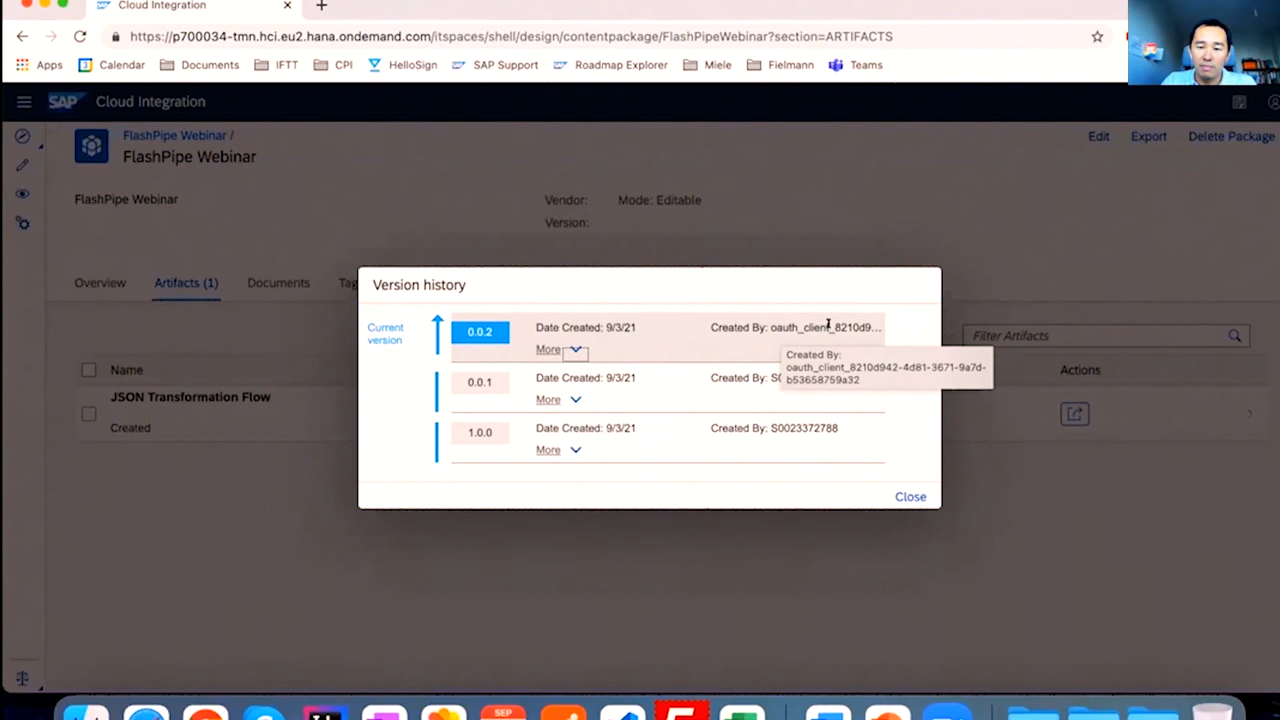 Cloud Integration
https://p700034-tmn.hci.eu2.hana.ondemand.com/itspaces/shell/design/contentpackage/FlashPipeWebinar?section=ARTIFACTS
Apps Calendar Documents IFTT CPI HelloSign SAP Support Roadmap Explorer Miele Fielmann Teams
SAP Cloud Integration
FlashPipe Webinar /
FlashPipe Webinar
Edit Export Delete Package
FlashPipe Webinar
Vendor: Mode: Editable
Version:
Overview Artifacts (1) Documents
Filter Artifacts
Name Actions
JSON Transformation Flow
Created
Version history
Current version
0.0.2 Date Created: 9/3/21 Created By: oauth_client_8210d9...
More
Created By:
oauth_client_8210d942-4d81-3671-9a7d-
b53658759a32
0.0.1 Date Created: 9/3/21 Created By:
More
1.0.0 Date Created: 9/3/21 Created By: S0023372788
More
Close
SEP